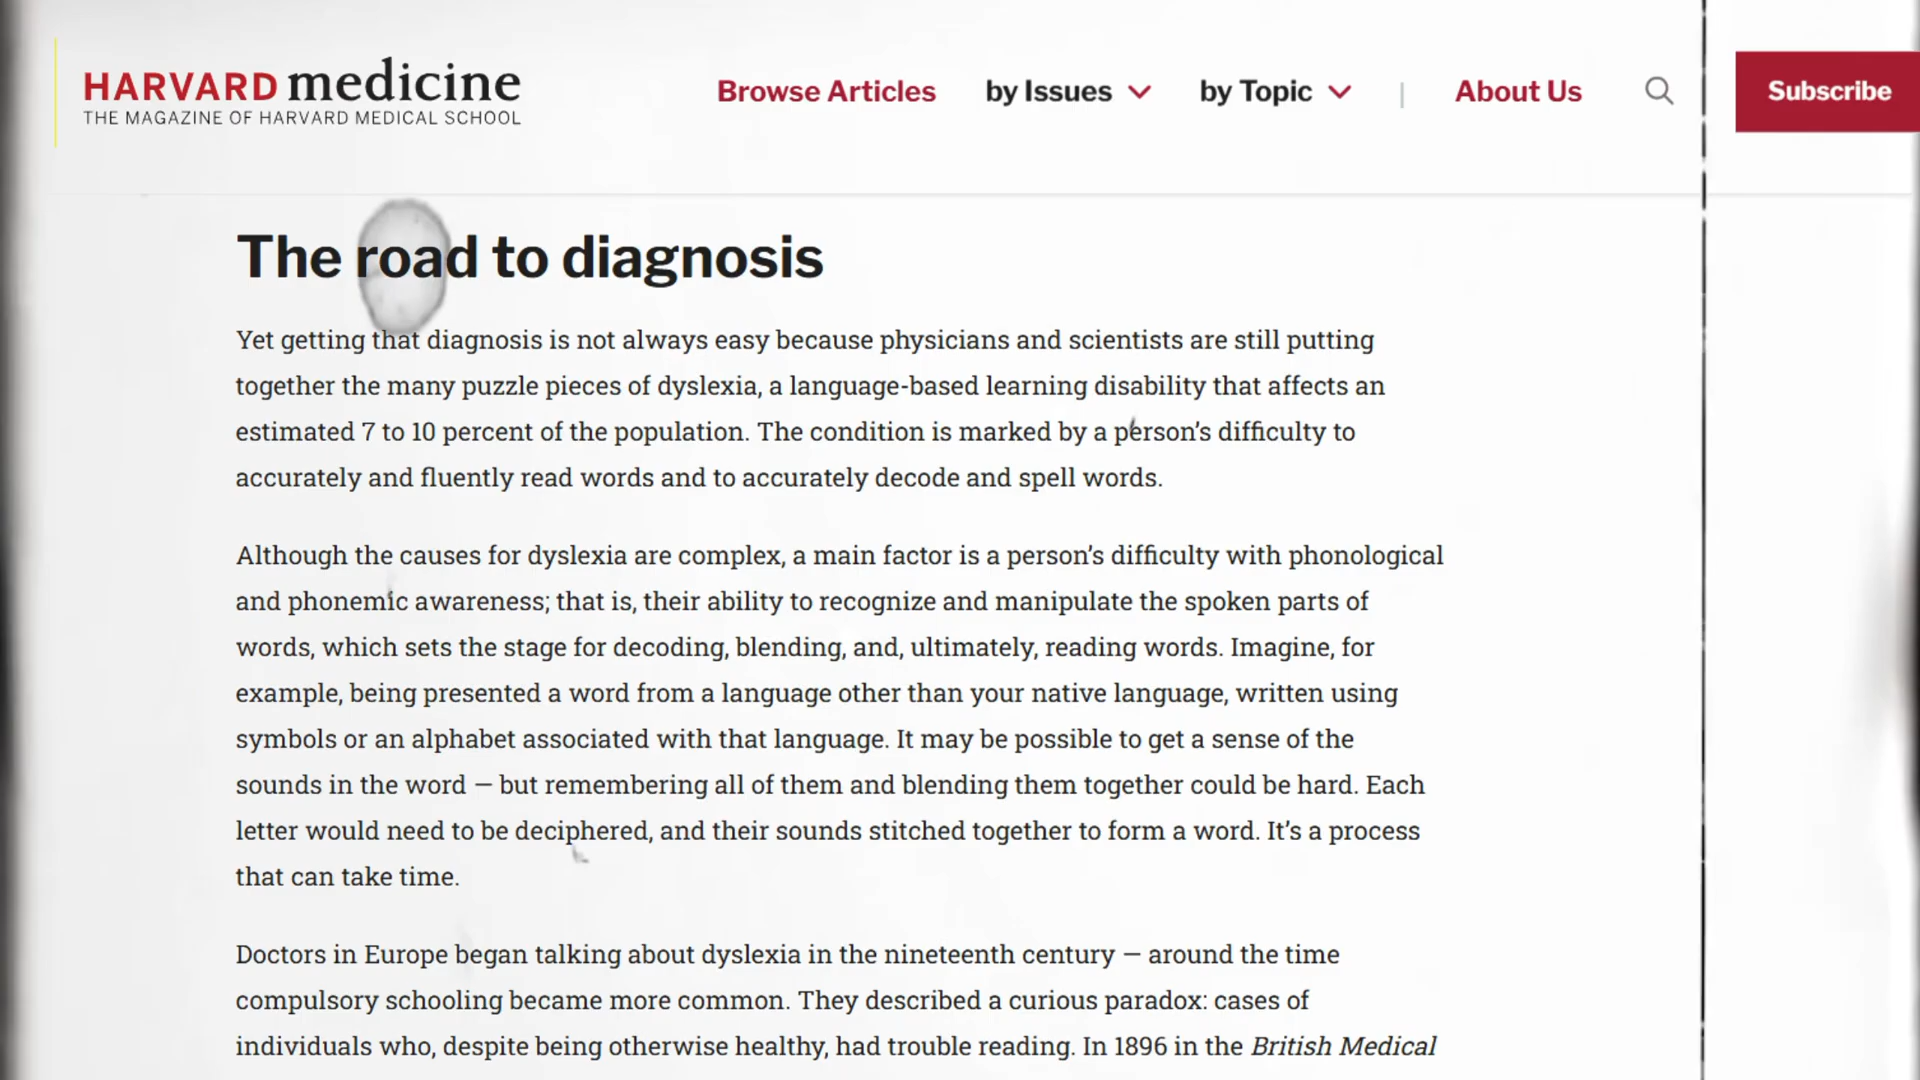 HARVARD medicine
THE MAGAZINE OF HARVARD MEDICAL SCHOOL
Browse Articles by Issues by Topic | About Us Subscribe
The road to diagnosis
Yet getting that diagnosis is not always easy because physicians and scientists are still putting
together the many puzzle pieces of dyslexia, a language-based learning disability that affects an
estimated 7 to 10 percent of the population. The condition is marked by a person’s difficulty to
accurately and fluently read words and to accurately decode and spell words.
Although the causes for dyslexia are complex, a main factor is a person’s difficulty with phonological
and phonemic awareness; that is, their ability to recognize and manipulate the spoken parts of
words, which sets the stage for decoding, blending, and, ultimately, reading words. Imagine, for
example, being presented a word from a language other than your native language, written using
symbols or an alphabet associated with that language. It may be possible to get a sense of the
sounds in the word — but remembering all of them and blending them together could be hard. Each
letter would need to be deciphered, and their sounds stitched together to form a word. It’s a process
that can take time.
Doctors in Europe began talking about dyslexia in the nineteenth century — around the time
compulsory schooling became more common. They described a curious paradox: cases of
individuals who, despite being otherwise healthy, had trouble reading. In 1896 in the British Medical